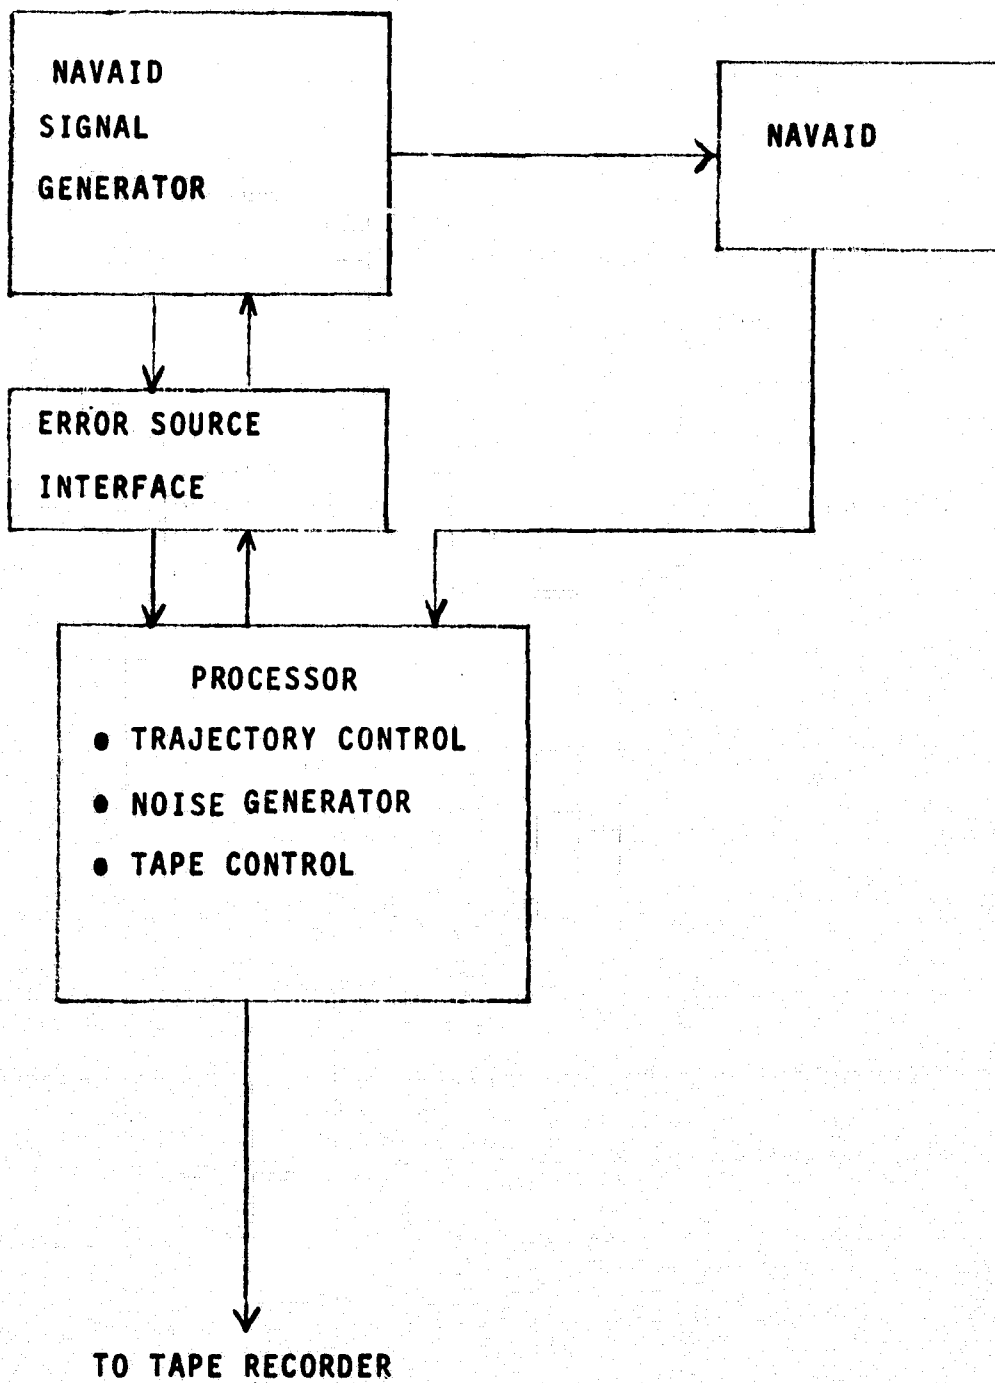 NAVAID
SIGNAL
GENERATOR
NAVAID
ERROR SOURCE
INTERFACE
PROCESSOR
• TRAJECTORY CONTROL
• NOISE GENERATOR
• TAPE CONTROL
TO TAPE RECORDER